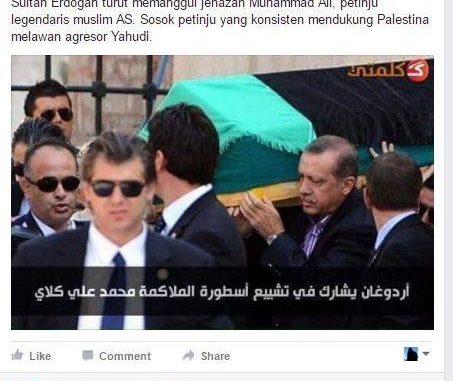 Sultan Erdogan turut memanggul jenazah Muhammad Ali, petinju
legendaris muslim AS. Sosok petinju yang konsisten mendukung Palestina
melawan agresor Yahudi.
كلمتي
أردوغان يشارك في تشييع أسطورة الملاكمة محمد علي كلاي
Like Comment Share